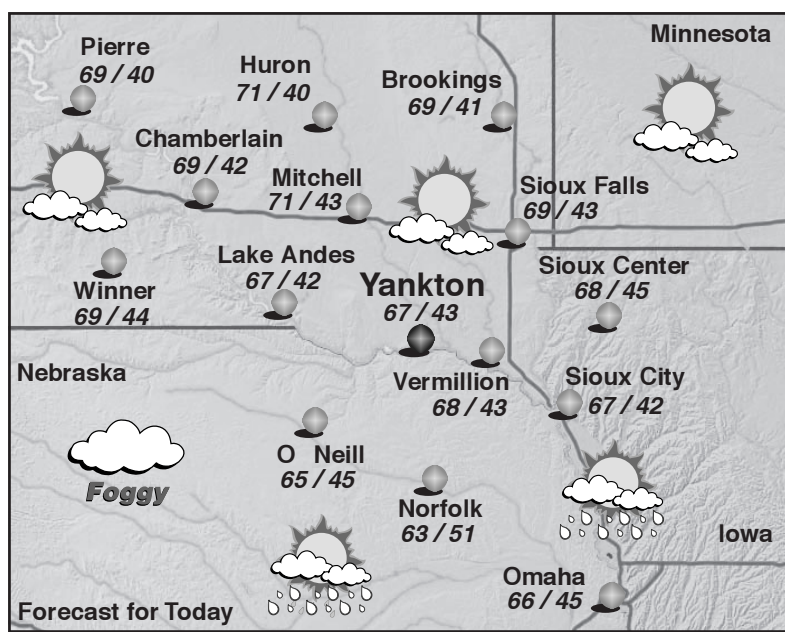 Pierre
69 / 40
Huron
71 / 40
Brookings
69 / 41
Minnesota
Chamberlain
69 / 42
Mitchell
71 / 43
Sioux Falls
69 / 43
Winner
69 / 44
Lake Andes
67 / 42
Yankton
67 / 43
Sioux Center
68 / 45
Nebraska
Vermillion
68 / 43
Sioux City
67 / 42
Foggy
O Neill
65 / 45
Norfolk
63 / 51
Iowa
Omaha
66 / 45
Forecast for Today